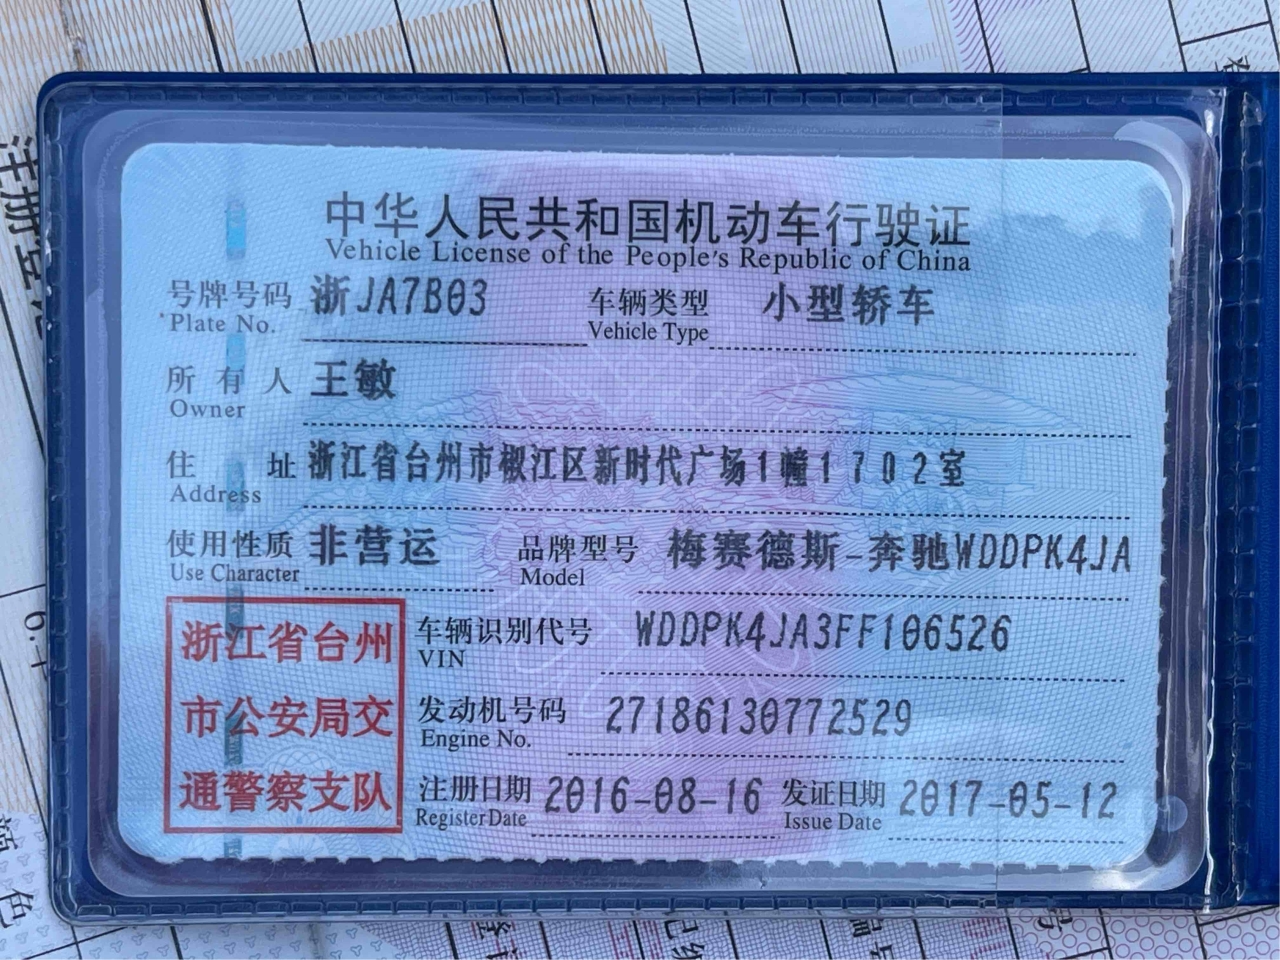 中华人民共和国机动车行驶证
Vehicle License of the People's Republic of China
号牌号码 浙JA7B03 车辆类型 小型轿车
Plate No. Vehicle Type
所有人 王敏
Owner
住址 浙江省台州市椒江区新时代广场1幢1702室
Address
使用性质 非营运 品牌型号 梅赛德斯-奔驰WDDPK4JA
Use Character Model
浙江省台州
市公安局交
通警察支队
车辆识别代号 WDDPK4JA3FF106526
VIN
发动机号码 27186130772529
Engine No.
注册日期 2016-08-16 发证日期 2017-05-12
Register Date Issue Date
注册登
色